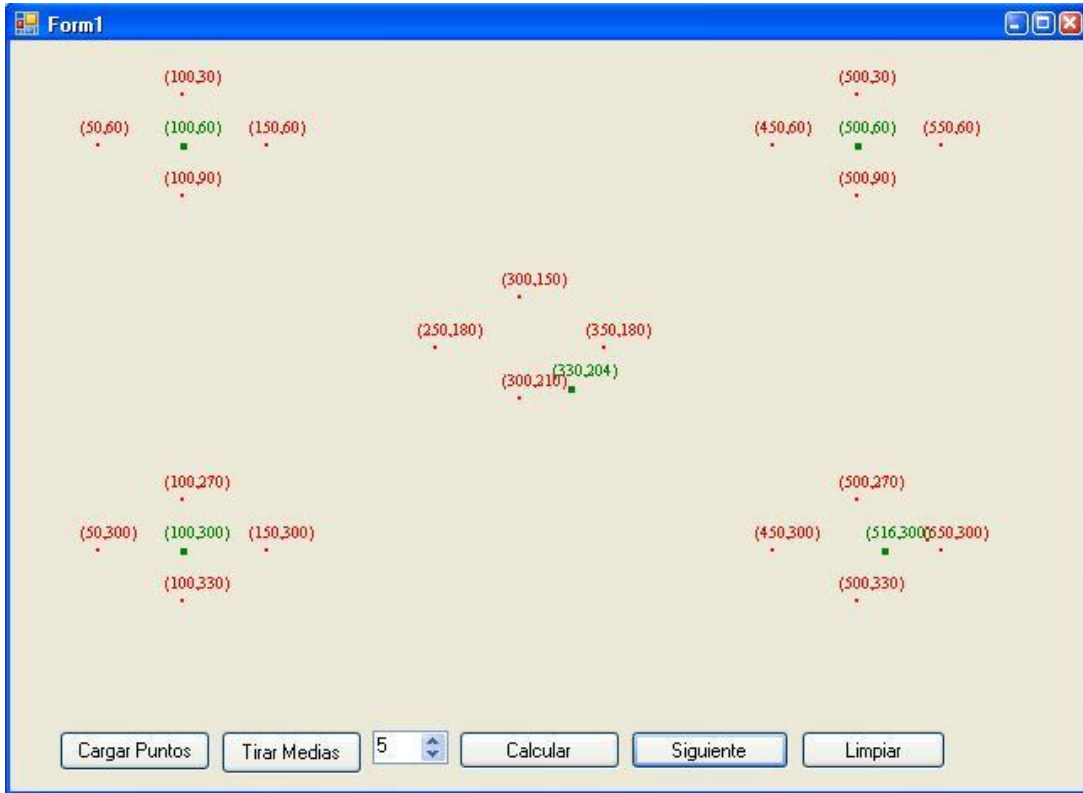 Form1
(100,30) (500,30)
(50,60) (100,60) (150,60) (450,60) (500,60) (550,60)
(100,90) (500,90)
(300,150)
(250,180) (350,180)
(330,204)
(300,210)
(100,270) (500,270)
(50,300) (100,300) (150,300) (450,300) (516,300) (550,300)
(100,330) (500,330)
Cargar Puntos Tirar Medias 5 Calcular Siguiente Limpiar